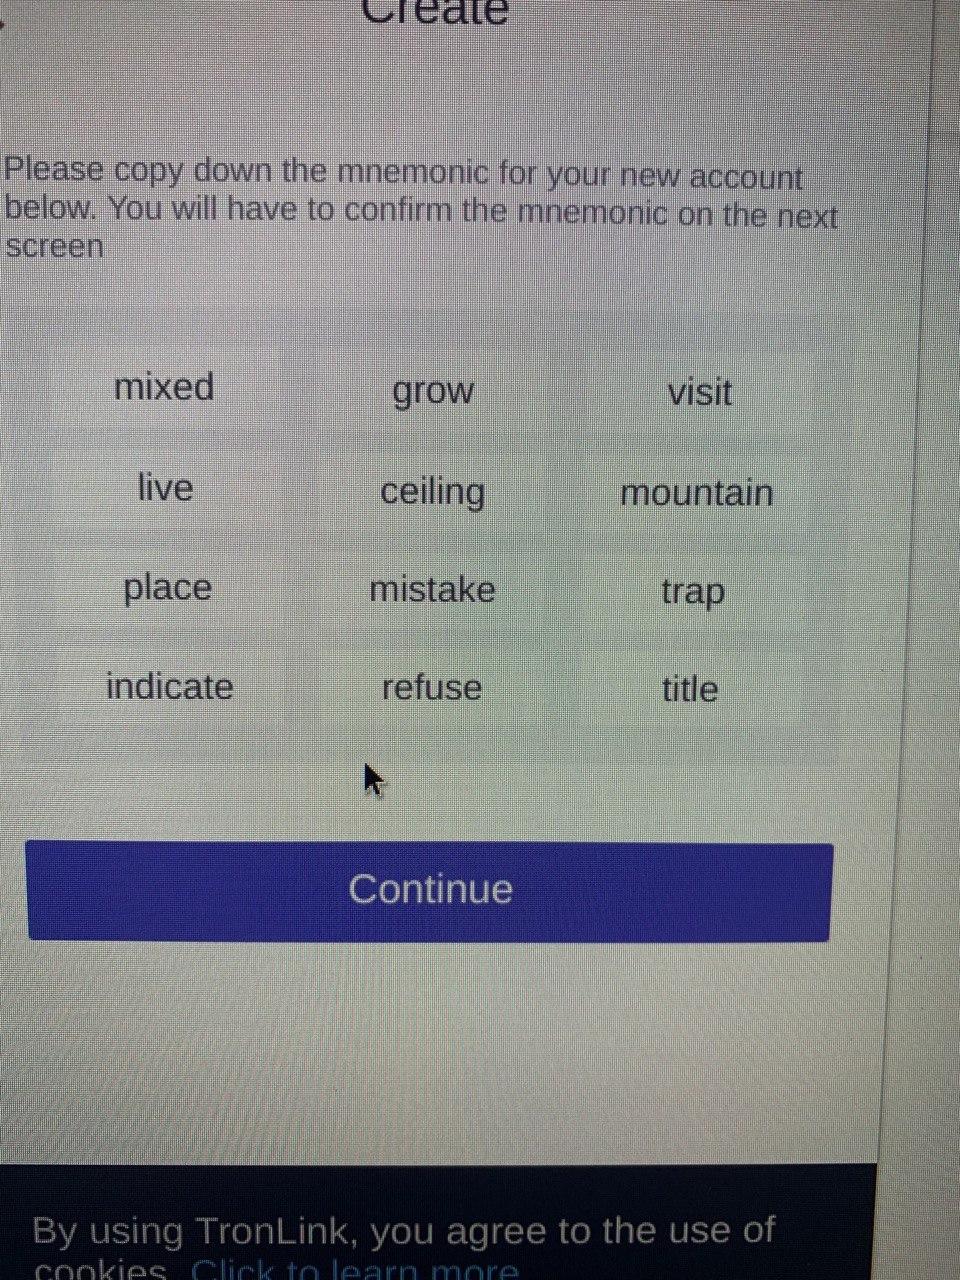 Create
Please copy down the mnemonic for your new account
below. You will have to confirm the mnemonic on the next
screen
mixed grow visit
live ceiling mountain
place mistake trap
indicate refuse title
Continue
By using TronLink, you agree to the use of
cookies. Click to learn more